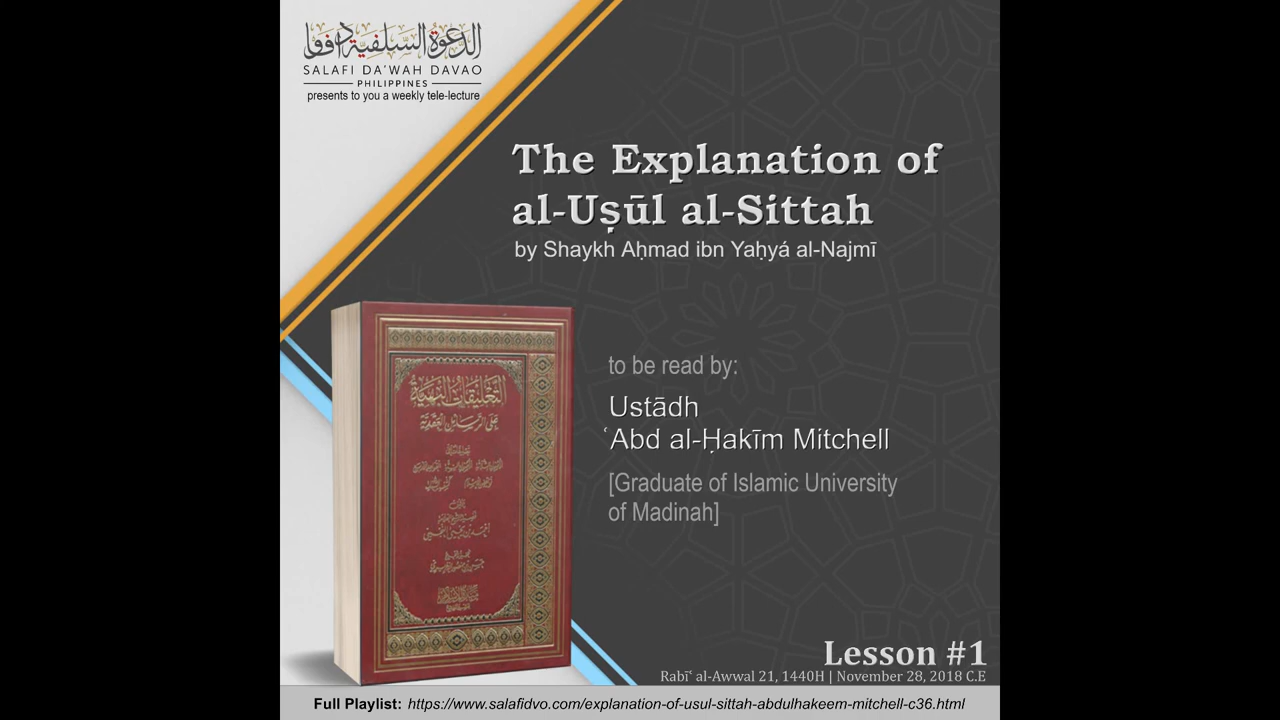 الدعوة السلفية دافاو
SALAFI DA'WAH DAVAO
PHILIPPINES
presents to you a weekly tele-lecture
The Explanation of
al-Uṣūl al-Sittah
by Shaykh Aḥmad ibn Yaḥyá al-Najmī
التعليقات البهية
على الرسائل العقدية
to be read by:
Ustādh
ʿAbd al-Ḥakīm Mitchell
[Graduate of Islamic University
of Madinah]
Lesson #1
Rabīʿ al-Awwal 21, 1440H | November 28, 2018 C.E
Full Playlist: https://www.salafidvo.com/explanation-of-usul-sittah-abdulhakeem-mitchell-c36.html